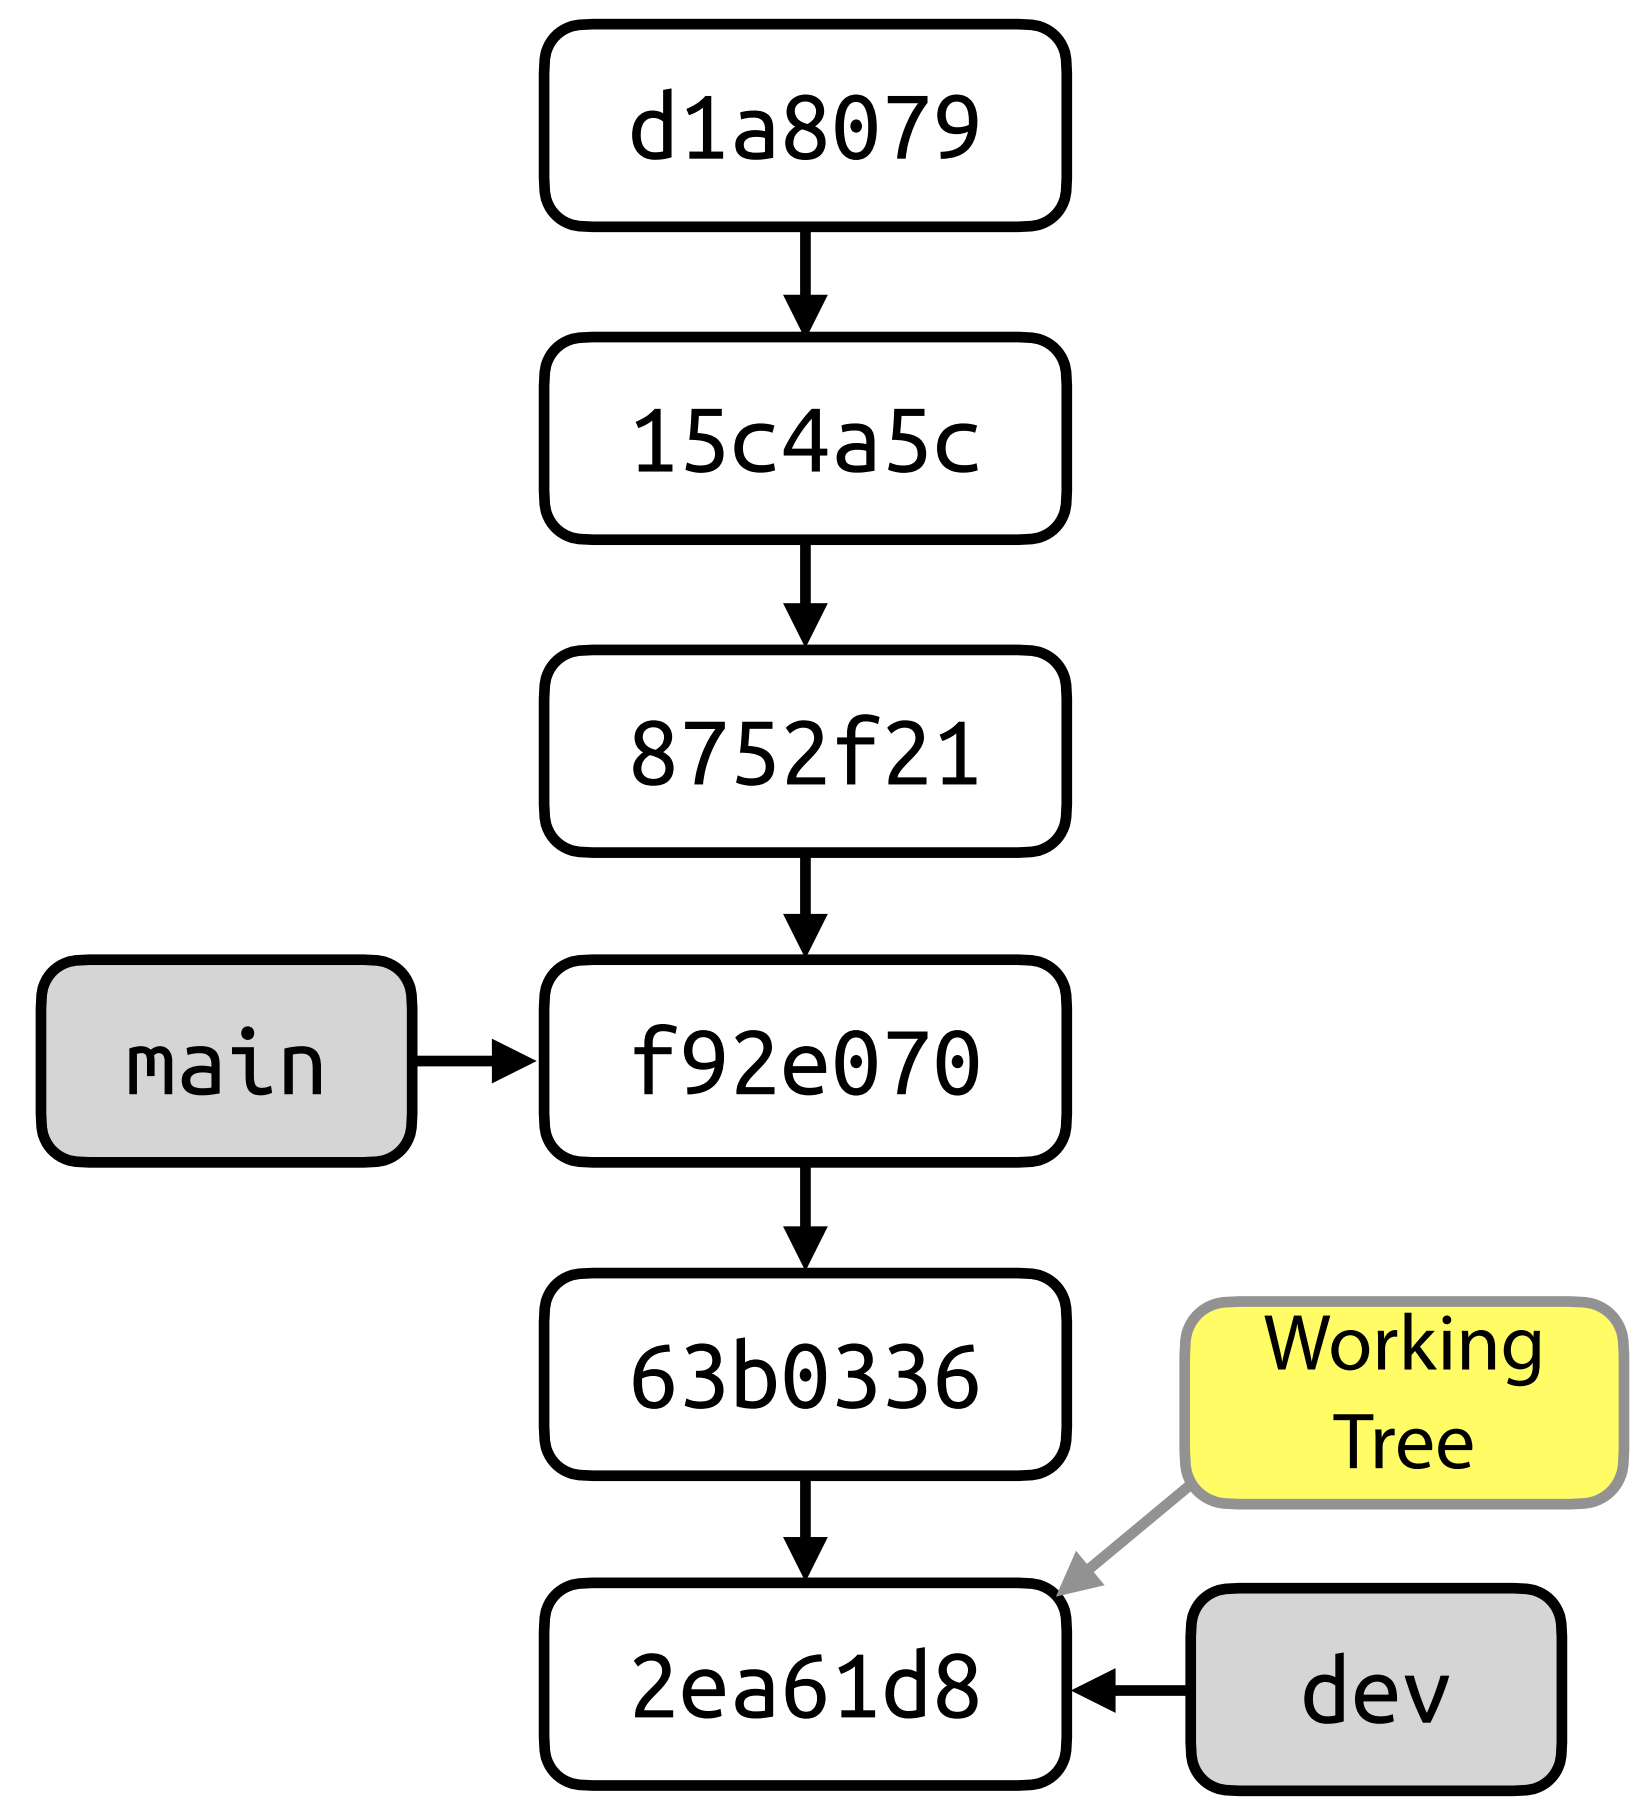 d1a8079
15c4a5c
8752f21
main
f92e070
63b0336
Working
Tree
2ea61d8
dev